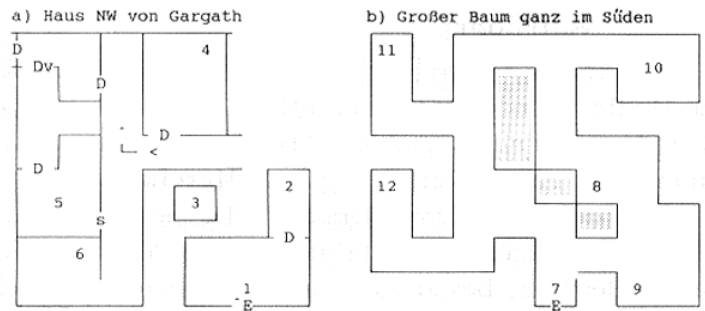 a) Haus NW von Gargath
b) Großer Baum ganz im Süden
D
4
11
Dv
D
10
D
<
D
12
2
8
5
3
S
D
6
1
7
9
E
E